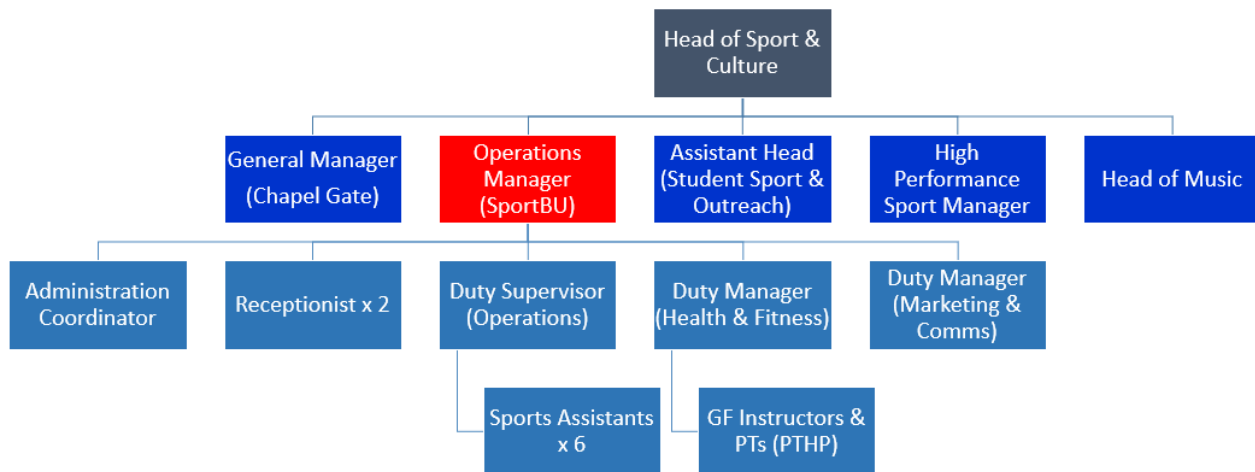 Head of Sport &
Culture
General Manager
(Chapel Gate)
Operations
Manager
(SportBU)
Assistant Head
(Student Sport &
Outreach)
High
Performance
Sport Manager
Head of Music
Administration
Coordinator
Receptionist x 2
Duty Supervisor
(Operations)
Duty Manager
(Health & Fitness)
Duty Manager
(Marketing &
Comms)
Sports Assistants
x 6
GF Instructors &
PTs (PTHP)